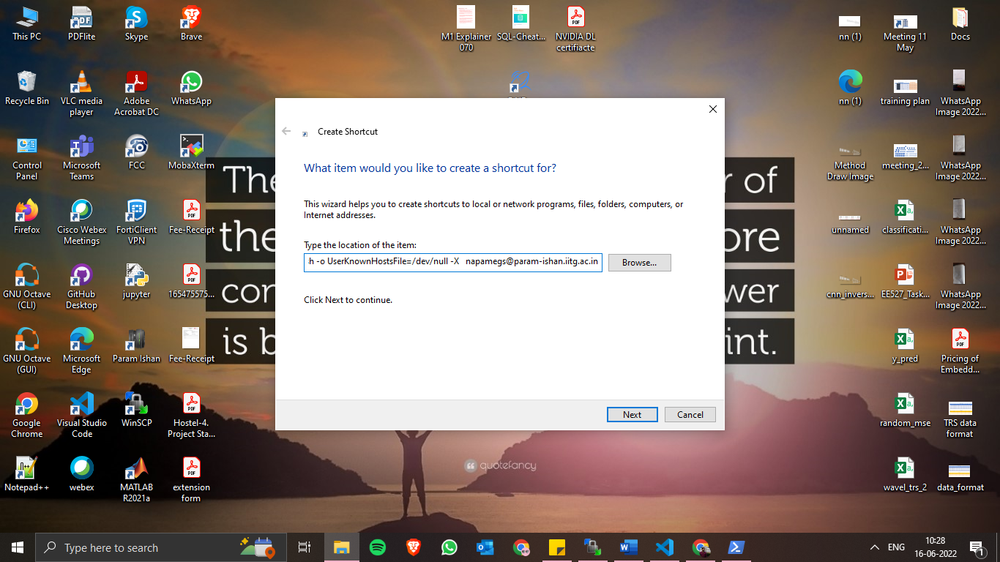 This PC
PDFlite
Skype
Brave
M1 Explainer 070
SQL-Cheat...
NVIDIA DL certifiacte
nn (1)
Meeting 11 May
Docs
Recycle Bin
VLC media player
Adobe Acrobat DC
WhatsApp
nn (1)
training plan
WhatsApp Image 2022...
Control Panel
Microsoft Teams
FCC
MobaXterm
Method Draw Image
meeting_2...
WhatsApp Image 2022...
Firefox
Cisco Webex Meetings
FortiClient VPN
Fee-Receipt
unnamed
classificati...
WhatsApp Image 2022...
GNU Octave (CLI)
GitHub Desktop
jupyter
165475575...
cnn_invers...
EE527_Task...
WhatsApp Image 2022...
GNU Octave (GUI)
Microsoft Edge
Param Ishan
Fee-Receipt
y_pred
Pricing of Embedd...
Google Chrome
Visual Studio Code
WinSCP
Hostel-4. Project Sta...
random_mse
TRS data format
Notepad++
webex
MATLAB R2021a
extension form
wavel_trs_2
data_format
Create Shortcut
What item would you like to create a shortcut for?
This wizard helps you to create shortcuts to local or network programs, files, folders, computers, or
Internet addresses.
Type the location of the item:
h -o UserKnownHostsFile=/dev/null -X napamegs@param-ishan.iitg.ac.in
Browse...
Click Next to continue.
Next
Cancel
quotefancy
Type here to search
ENG
10:28
16-06-2022
1